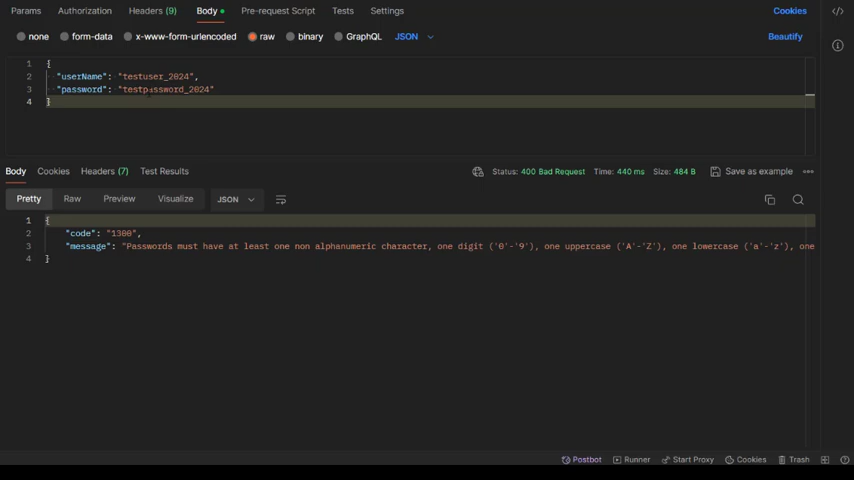 Params Authorization Headers (9) Body Pre-request Script Tests Settings Cookies
none form-data x-www-form-urlencoded raw binary GraphQL JSON Beautify
1 {
2 "userName": "testuser_2024",
3 "password": "testpassword_2024"
4 }
Body Cookies Headers (7) Test Results Status: 400 Bad Request Time: 440 ms Size: 484 B Save as example
Pretty Raw Preview Visualize JSON
1 {
2 "code": "1300",
3 "message": "Passwords must have at least one non alphanumeric character, one digit ('0'-'9'), one uppercase ('A'-'Z'), one lowercase ('a'-'z'), one
4 }
Postbot Runner Start Proxy Cookies Trash